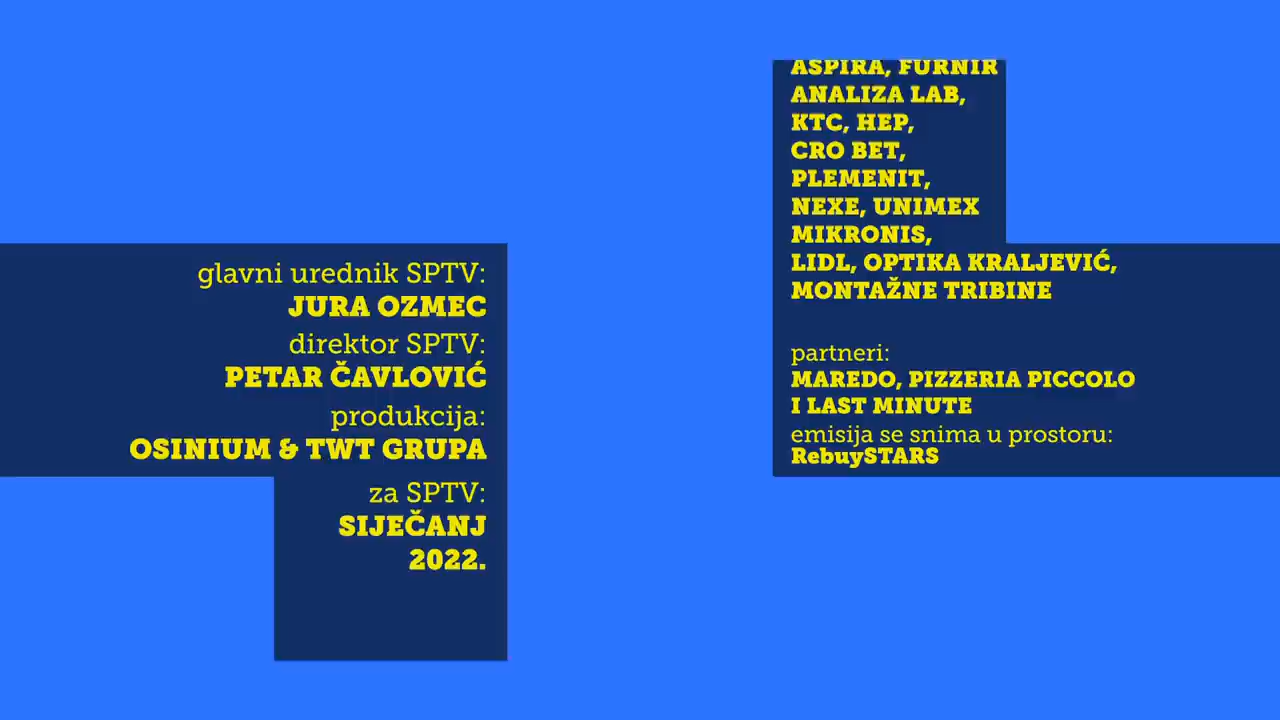 glavni urednik SPTV:
JURA OZMEC
direktor SPTV:
PETAR ČAVLOVIĆ
produkcija:
OSINIUM & TWT GRUPA
za SPTV:
SIJEČANJ
2022.
ASPIRA, FURNIR
ANALIZA LAB,
KTC, HEP,
CRO BET,
PLEMENIT,
NEXE, UNIMEX
MIKRONIS,
LIDL, OPTIKA KRALJEVIĆ,
MONTAŽNE TRIBINE
partneri:
MAREDO, PIZZERIA PICCOLO
I LAST MINUTE
emisija se snima u prostoru:
RebuySTARS